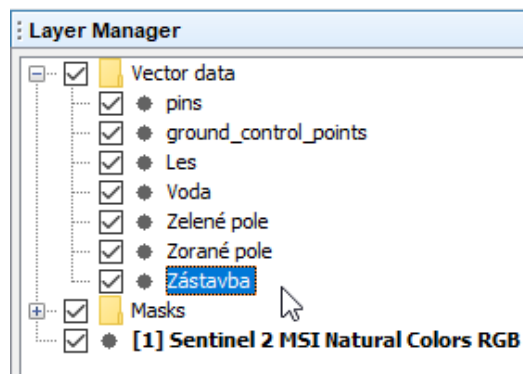 Layer Manager
Vector data
pins
ground_control_points
Les
Voda
Zelené pole
Zorané pole
Zástavba
Masks
[1] Sentinel 2 MSI Natural Colors RGB